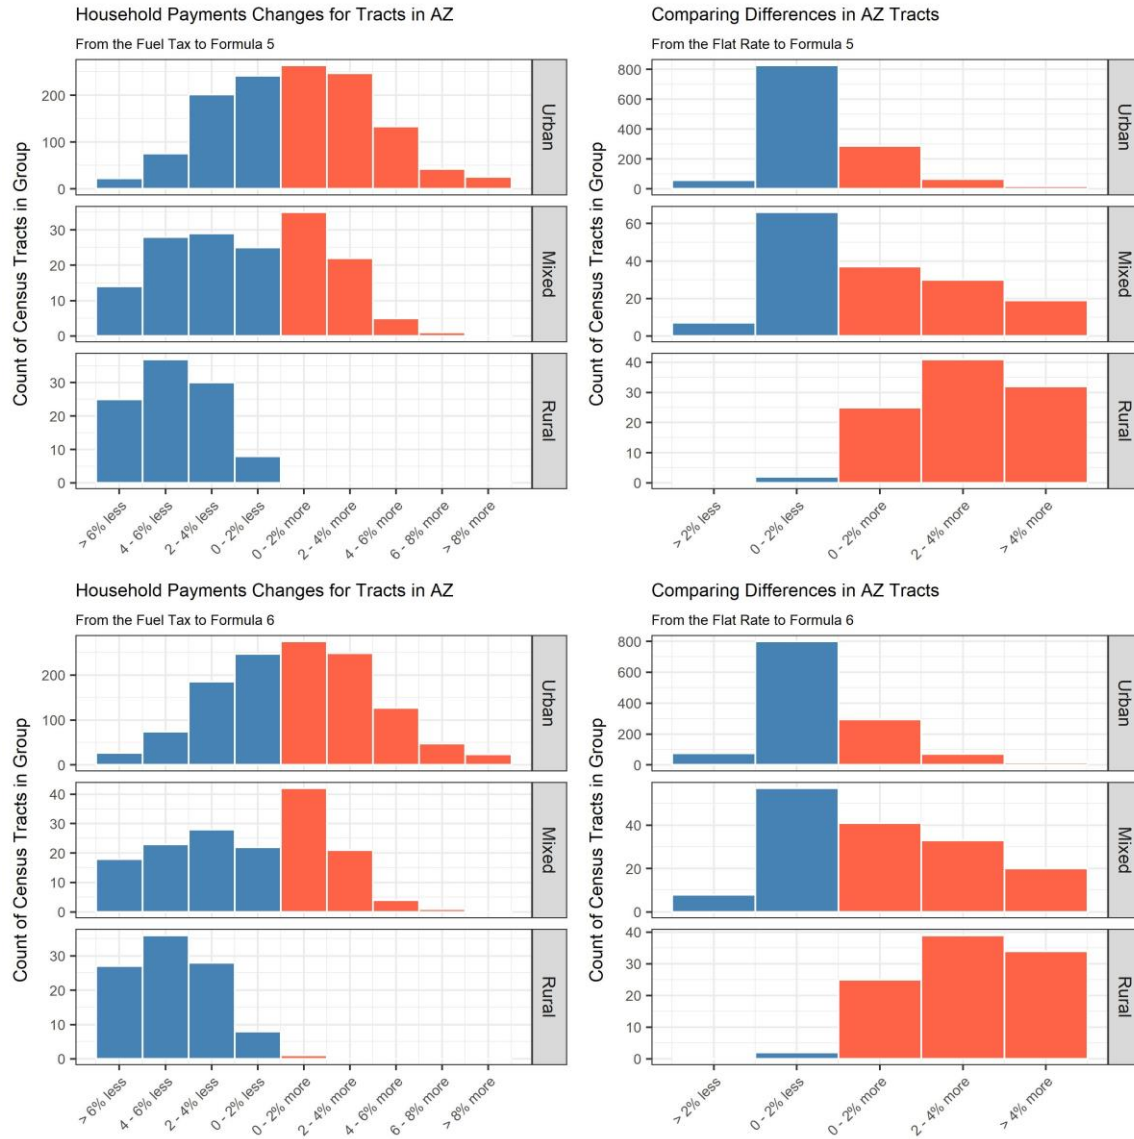 Household Payments Changes for Tracts in AZ
From the Fuel Tax to Formula 5
Count of Census Tracts in Group
200
100
0
Urban
30
20
10
0
Mixed
30
20
10
0
Rural
> 6% less
4 - 6% less
2 - 4% less
0 - 2% less
0 - 2% more
2 - 4% more
4 - 6% more
6 - 8% more
> 8% more
Comparing Differences in AZ Tracts
From the Flat Rate to Formula 5
Count of Census Tracts in Group
800
600
400
200
0
Urban
60
40
20
0
Mixed
40
30
20
10
0
Rural
> 2% less
0 - 2% less
0 - 2% more
2 - 4% more
> 4% more
Household Payments Changes for Tracts in AZ
From the Fuel Tax to Formula 6
Count of Census Tracts in Group
200
100
0
Urban
40
30
20
10
0
Mixed
30
20
10
0
Rural
> 6% less
4 - 6% less
2 - 4% less
0 - 2% less
0 - 2% more
2 - 4% more
4 - 6% more
6 - 8% more
> 8% more
Comparing Differences in AZ Tracts
From the Flat Rate to Formula 6
Count of Census Tracts in Group
800
600
400
200
0
Urban
40
20
0
Mixed
40
30
20
10
0
Rural
> 2% less
0 - 2% less
0 - 2% more
2 - 4% more
> 4% more